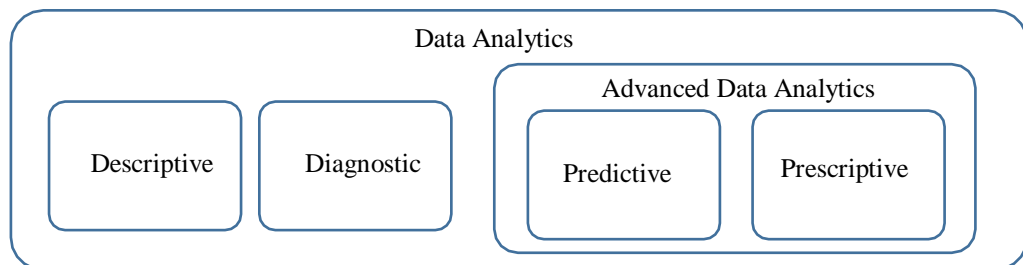 Data Analytics
Advanced Data Analytics
Descriptive
Diagnostic
Predictive
Prescriptive